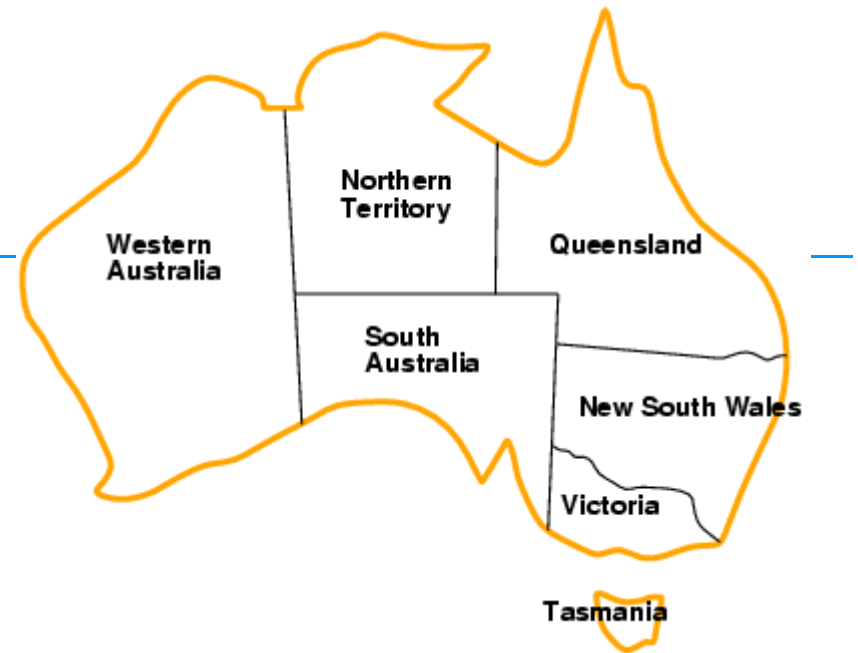 Northern
Territory
Western
Australia
Queensland
South
Australia
New South Wales
Victoria
Tasmania